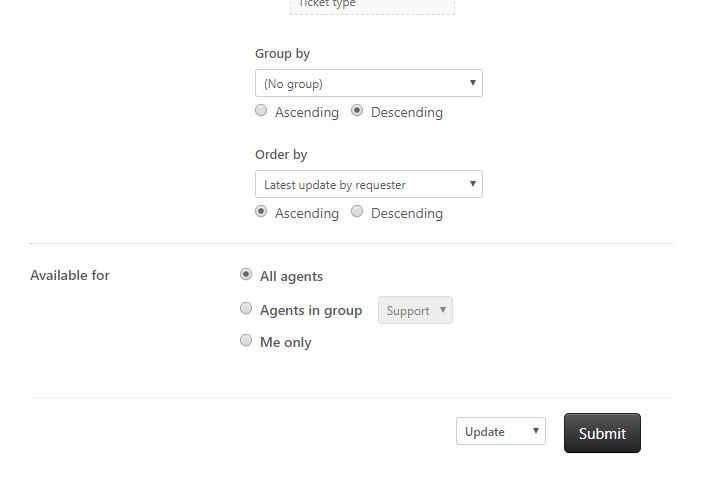 Ticket type
Group by
(No group)
Ascending Descending
Order by
Latest update by requester
Ascending Descending
Available for
All agents
Agents in group Support
Me only
Update Submit